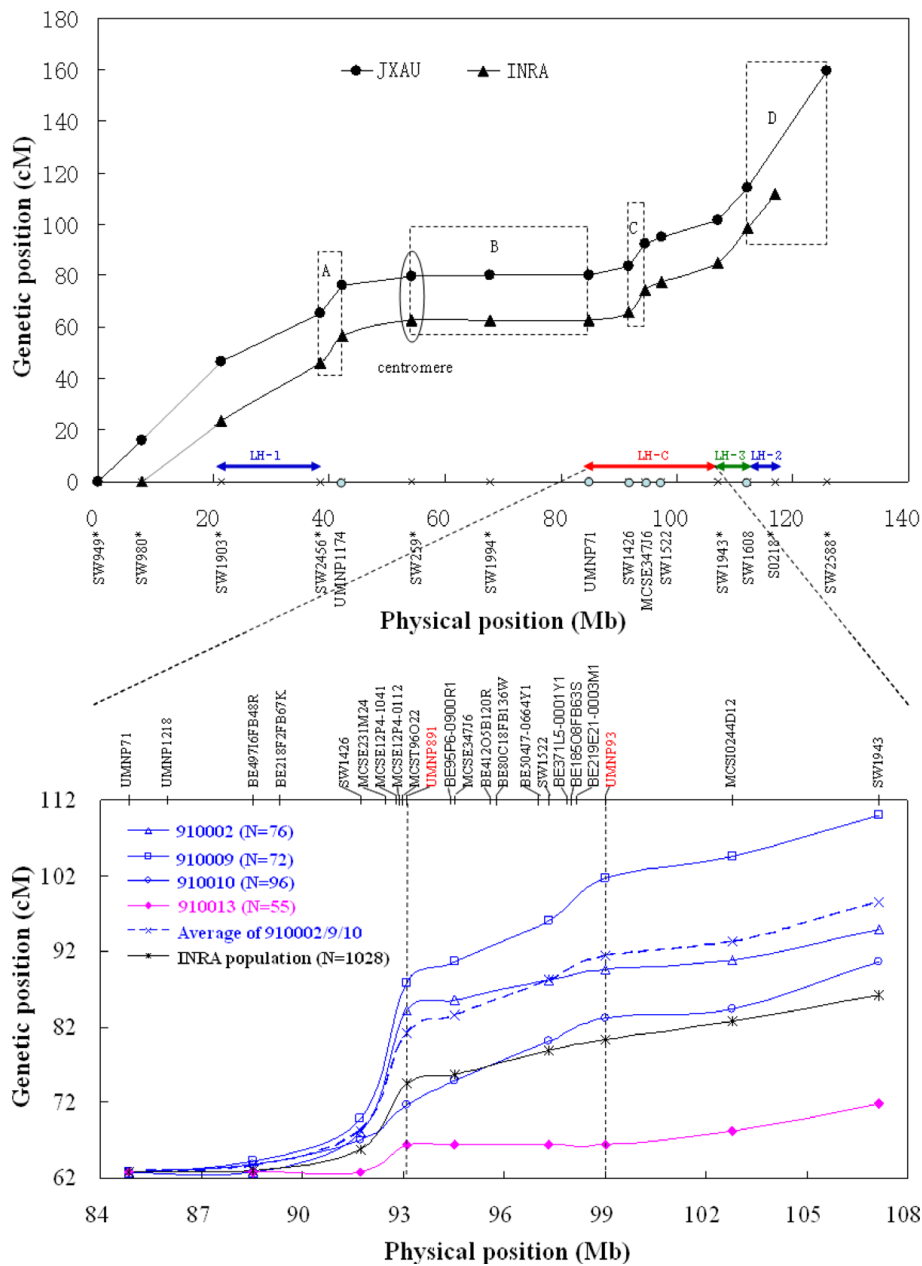 180
160
140
120
100
80
60
40
20
0
Genetic position (cM)
JXAU
INRA
A
B
C
D
centromere
LH-1
LH-C
LH-3
LH-2
0
20
40
60
80
100
120
140
SW949*
SW980*
SW1903*
SW2456*
UMNP1174
SW259*
SW1994*
UMNP71
SW1426
MCSE347J6
SW1522
SW1943*
SW1608
S0218*
SW2588*
Physical position (Mb)
UMNP71
UMNP1218
BE497I6FB48R
BE218F2FB67K
SW1426
MCSE231M24
MCSE12P4-1041
MCSE12P4-0112
MCST96O22
UMNP891
BE95P6-0900R1
MCSE347J6
BE412O5B120R
BE80C18FB136W
BE504J7-0664Y1
SW1522
BE371L5-0001Y1
BE185O8FB63S
BE219E21-0003M1
UMNP93
MCSI0244D12
SW1943
112
102
92
82
72
62
Genetic position (cM)
910002 (N=76)
910009 (N=72)
910010 (N=96)
910013 (N=55)
Average of 910002/9/10
INRA population (N=1028)
84
87
90
93
96
99
102
105
108
Physical position (Mb)